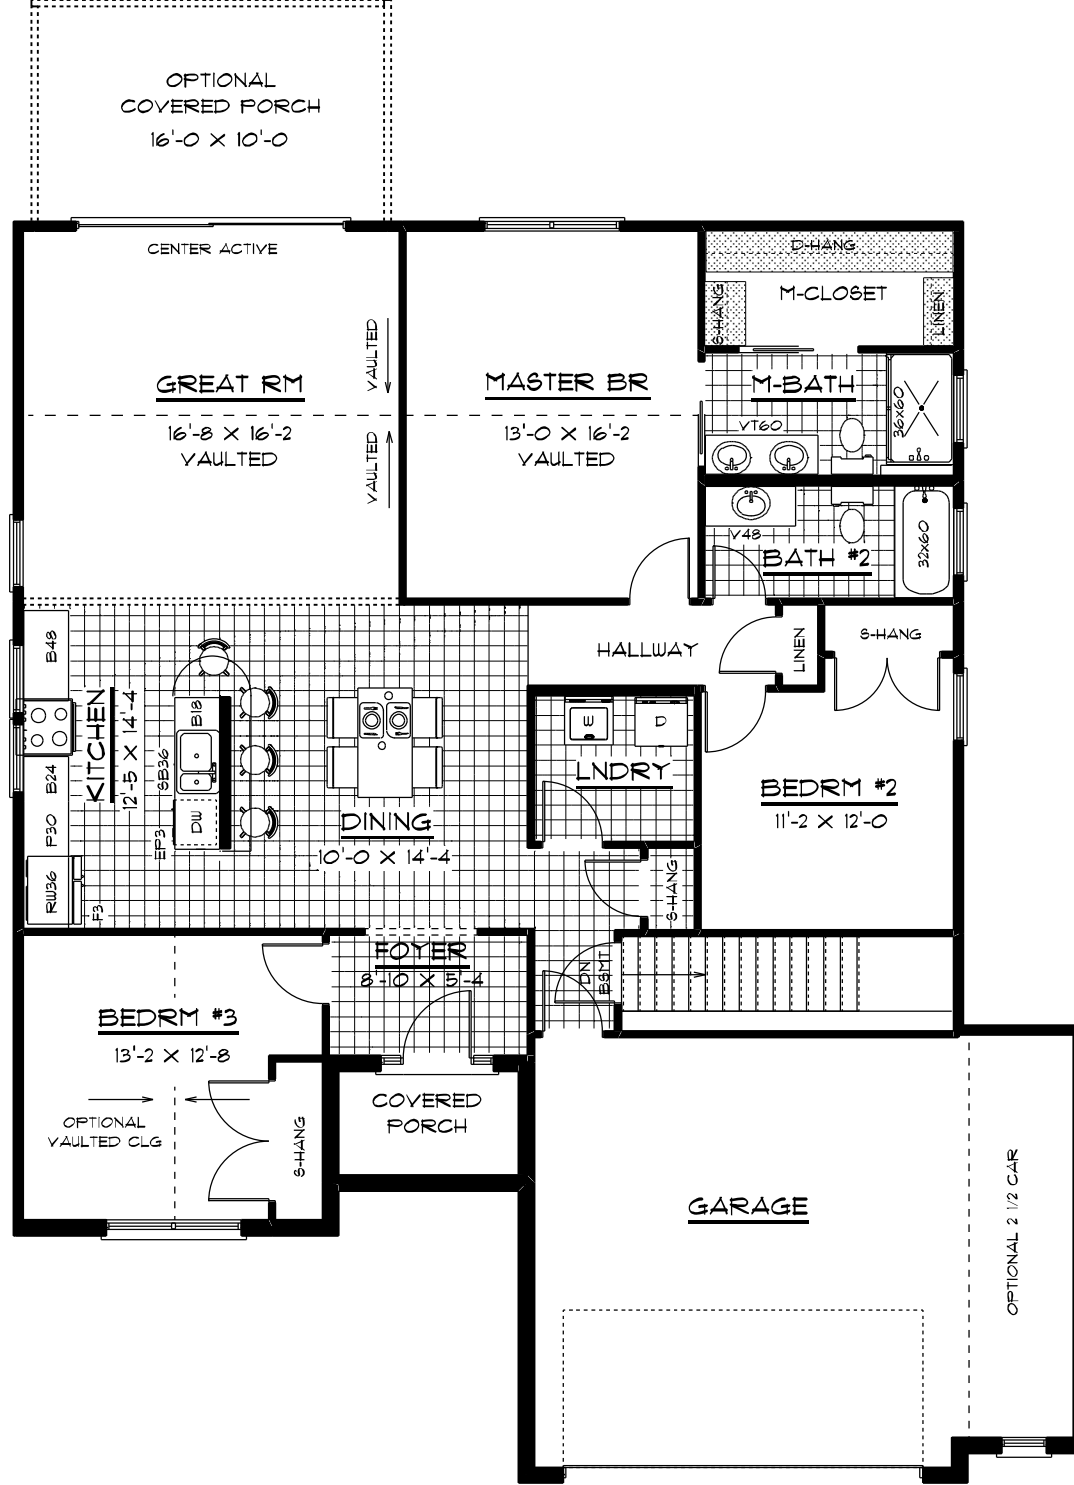 OPTIONAL
COVERED PORCH
16'-0 X 10'-0
CENTER ACTIVE
D-HANG
S-HANG
M-CLOSET
LINEN
VAULTED
GREAT RM
16'-8 X 16'-2
VAULTED
VAULTED
MASTER BR
13'-0 X 16'-2
VAULTED
M-BATH
VT60
36x60
V48
BATH #2
32x60
HALLWAY
LINEN
S-HANG
B48
KITCHEN
12'-5 X 14'-4
B18
SB36
B24
P30
DW
EP3
RW36
F3
DINING
10'-0 X 14'-4
W
D
LNDRY
BEDRM #2
11'-2 X 12'-0
S-HANG
FOYER
8'-10 X 5'-4
DN
BSMT
BEDRM #3
13'-2 X 12'-8
OPTIONAL
VAULTED CLG
S-HANG
COVERED
PORCH
GARAGE
OPTIONAL 2 1/2 CAR